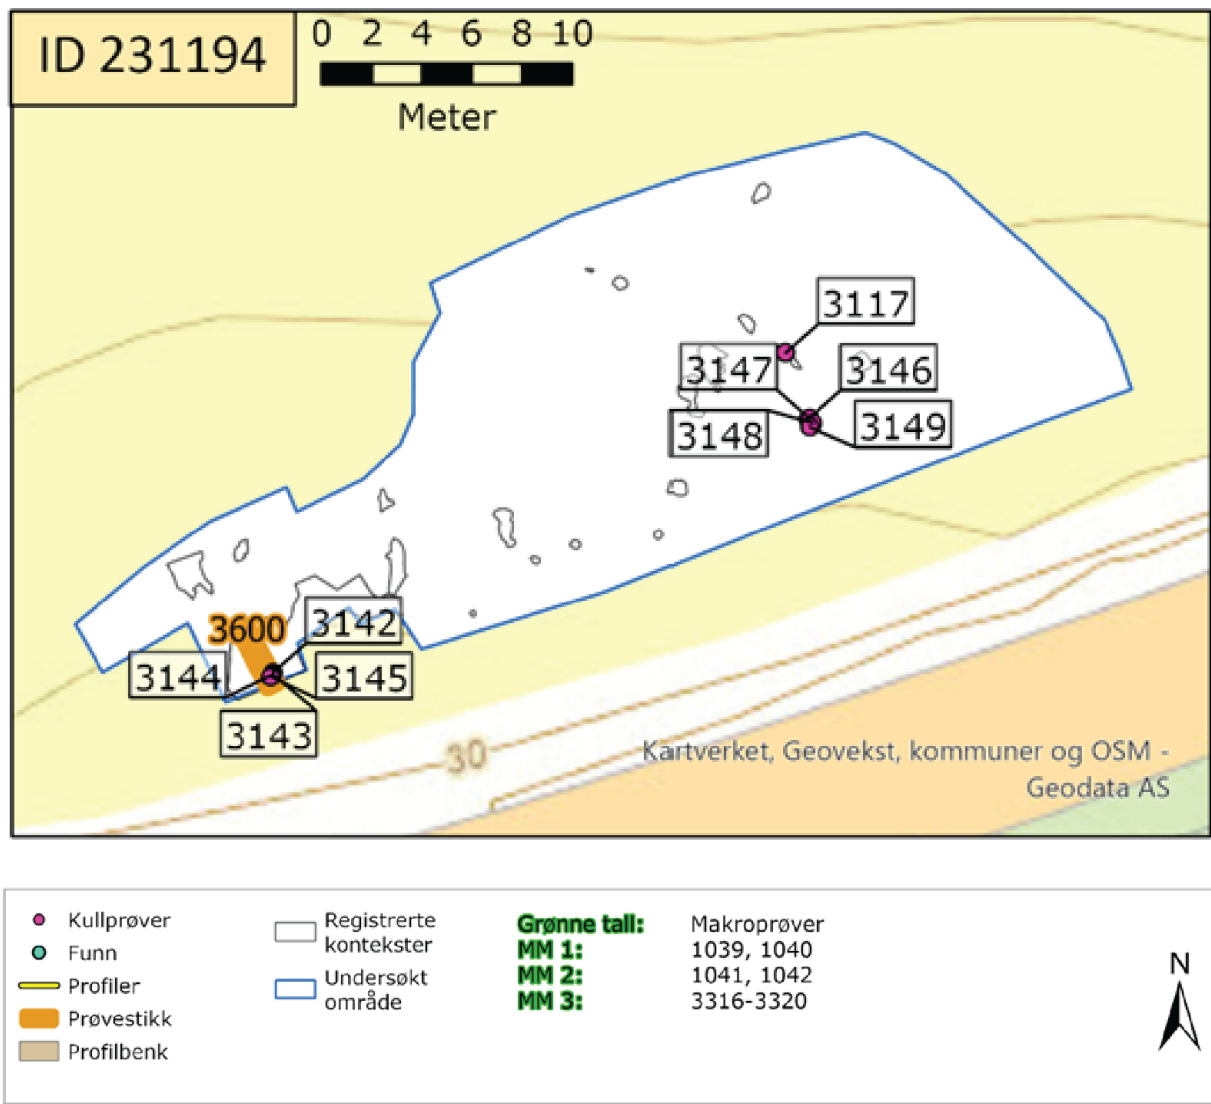 ID 231194
0 2 4 6 8 10
Meter
3117
3147
3146
3148
3149
3600
3142
3144
3145
3143
30
Kartverket, Geovekst, kommuner og OSM -
Geodata AS
Kullprøver
Funn
Profiler
Prøvestikk
Profilbenk
Registrerte
kontekster
Undersøkt
område
Grønne tall: Makroprøver
MM 1: 1039, 1040
MM 2: 1041, 1042
MM 3: 3316-3320
N